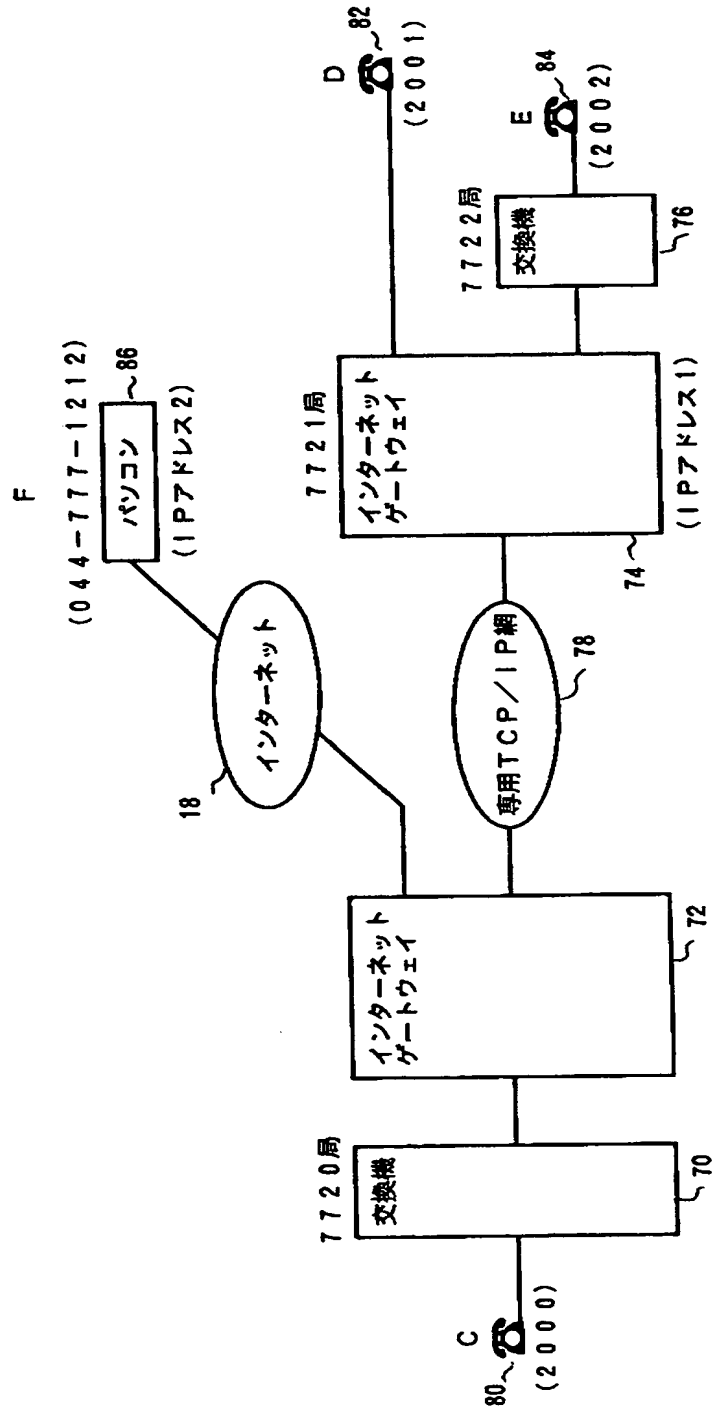 F
(044-777-1212)
パソコン
86
(IPアドレス2)
インターネット
18
D
82
(2001)
7721局
インターネット
ゲートウェイ
74
(IPアドレス1)
7722局
交換機
76
E
84
(2002)
専用TCP/IP網
78
インターネット
ゲートウェイ
72
7720局
交換機
70
C
80
(2000)